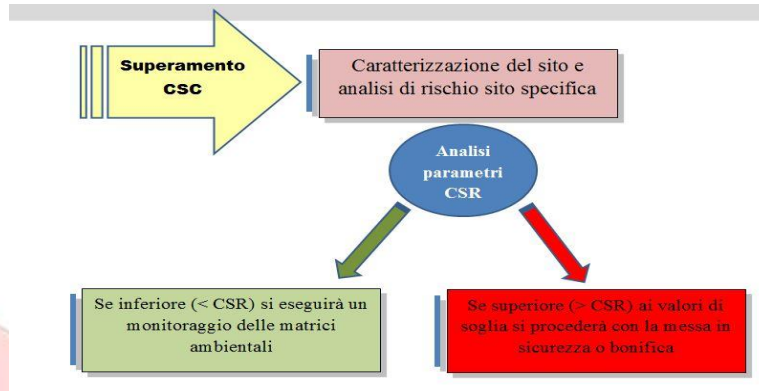 Superamento
CSC
Caratterizzazione del sito e
analisi di rischio sito specifica
Analisi
parametri
CSR
Se inferiore (< CSR) si eseguirà un
monitoraggio delle matrici
ambientali
Se superiore (> CSR) ai valori di
soglia si procederà con la messa in
sicurezza o bonifica